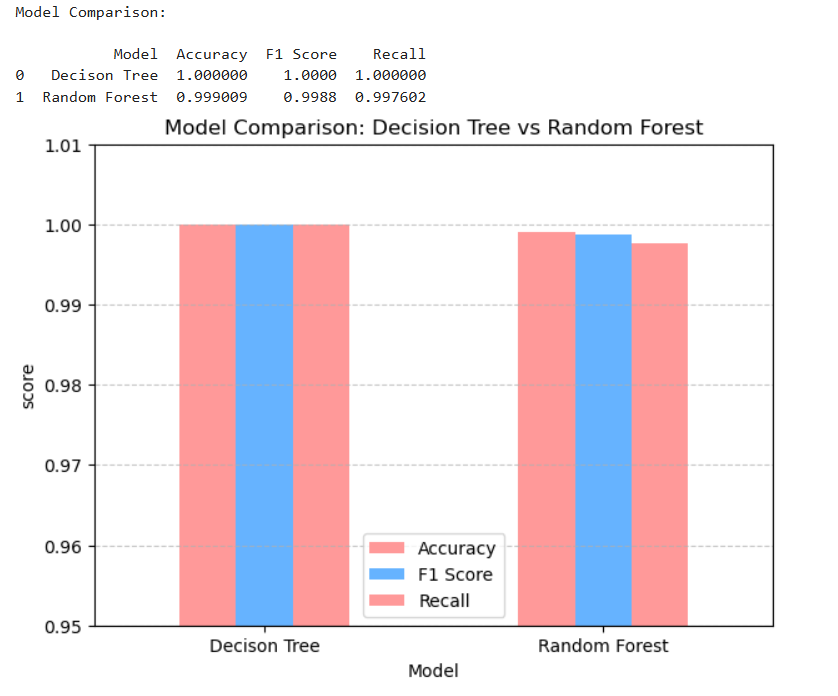 Model Comparison:
Model Accuracy F1 Score Recall
0 Decison Tree 1.000000 1.0000 1.000000
1 Random Forest 0.999009 0.9988 0.997602
Model Comparison: Decision Tree vs Random Forest
1.01
1.00
0.99
0.98
0.97
0.96
0.95
score
Accuracy
F1 Score
Recall
Decison Tree
Random Forest
Model